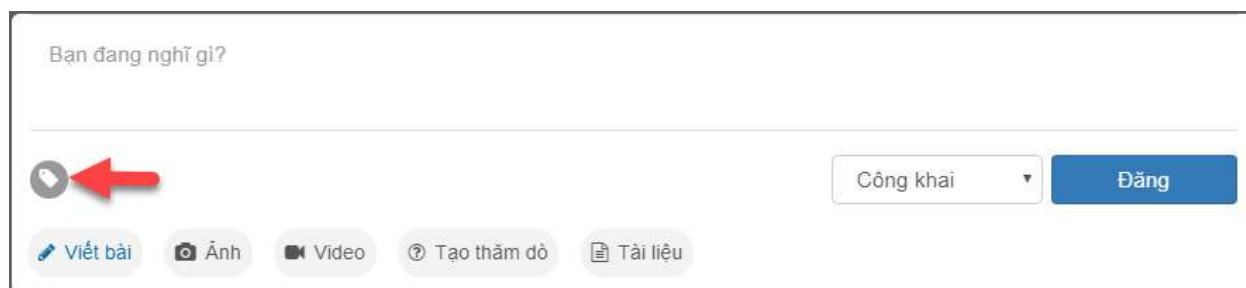 Bạn đang nghĩ gì?
Công khai
Đăng
Viết bài
Ảnh
Video
Tạo thăm dò
Tài liệu